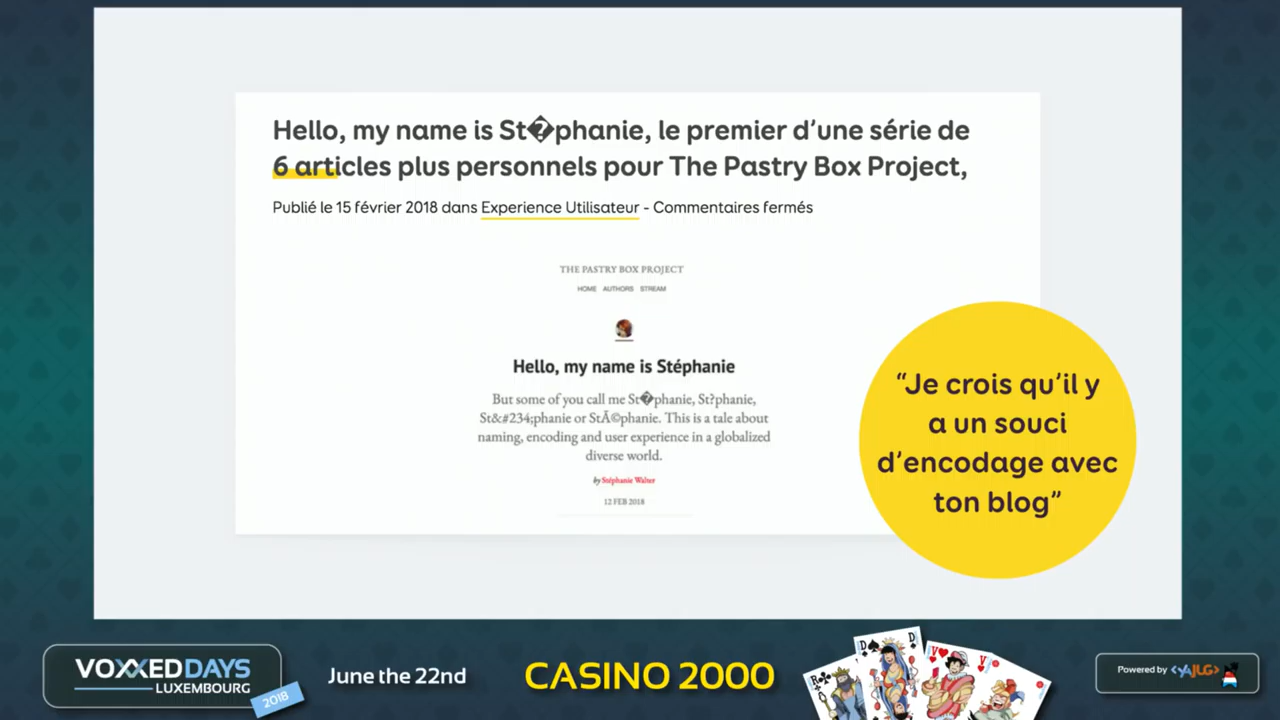 Hello, my name is St�phanie, le premier d’une série de
6 articles plus personnels pour The Pastry Box Project,
Publié le 15 février 2018 dans Experience Utilisateur - Commentaires fermés
THE PASTRY BOX PROJECT
HOME AUTHORS STREAM
Hello, my name is Stéphanie
But some of you call me St�phanie, St?phanie,
St&#234;phanie or StÃ©phanie. This is a tale about
naming, encoding and user experience in a globalized
diverse world.
by Stéphanie Walter
12 FEB 2018
“Je crois qu’il y
a un souci
d’encodage avec
ton blog”
VOXXED DAYS
LUXEMBOURG
2018
June the 22nd
CASINO 2000
R
D
D
V
V
Powered by <YAJLG>